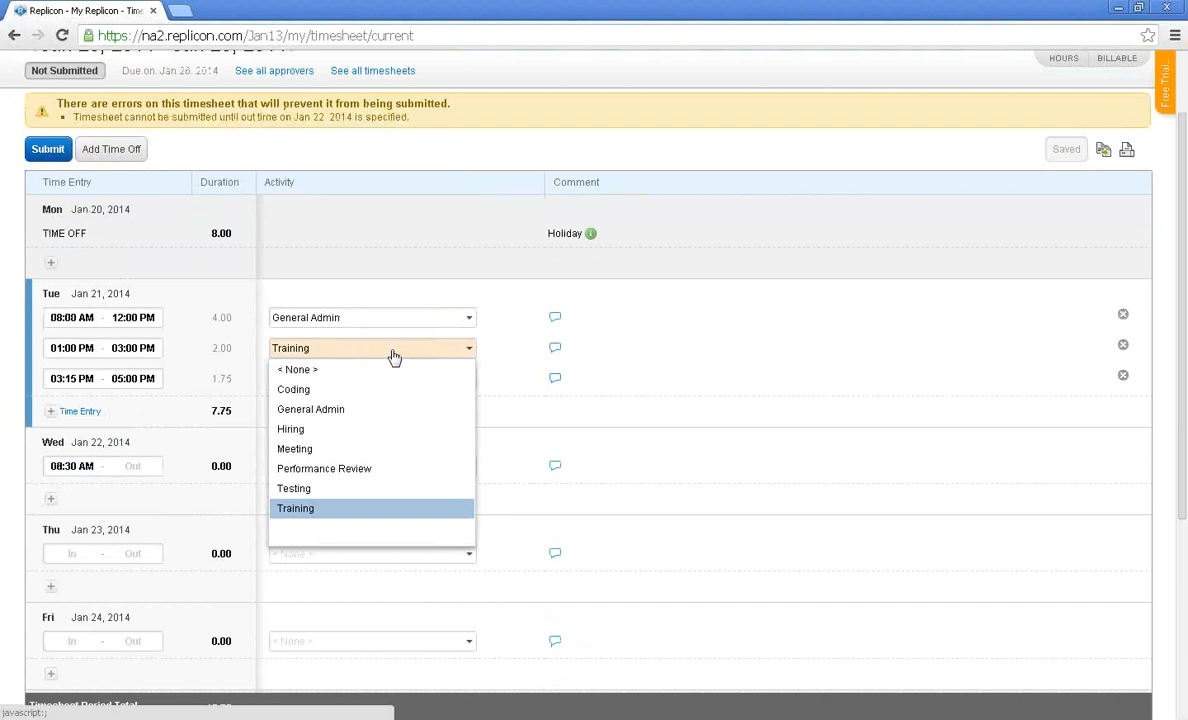 Replicon - My Replicon - Time
https://na2.replicon.com/Jan13/my/timesheet/current
Not Submitted
Due on Jan 26, 2014
See all approvers
See all timesheets
HOURS
BILLABLE
Free Trial...
There are errors on this timesheet that will prevent it from being submitted.
Timesheet cannot be submitted until out time on Jan 22 2014 is specified.
Submit
Add Time Off
Saved
Time Entry Duration Activity Comment
Mon Jan 20, 2014
TIME OFF 8.00 Holiday
Tue Jan 21, 2014
08:00 AM - 12:00 PM 4.00 General Admin
01:00 PM - 03:00 PM 2.00 Training
< None >
03:15 PM - 05:00 PM 1.75
Coding
General Admin
+ Time Entry 7.75
Hiring
Wed Jan 22, 2014
Meeting
08:30 AM - Out 0.00
Performance Review
Testing
Training
Thu Jan 23, 2014
In - Out 0.00 < None >
Fri Jan 24, 2014
In - Out 0.00 < None >
Timesheet Period Total
javascript:;